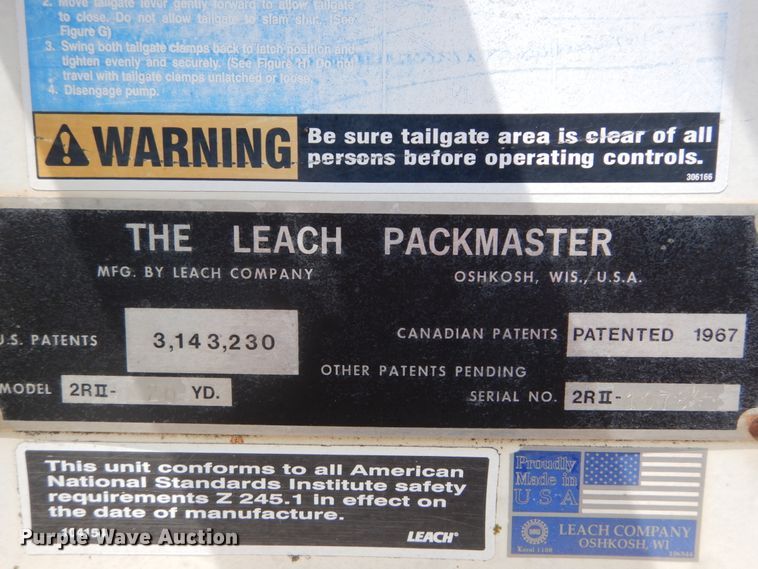 2. Move tailgate lever gently forward to allow tailgate
to close. Do not allow tailgate to slam shut. (See
Figure G)
3. Swing both tailgate clamps back to latch position and
tighten evenly and securely. (See Figure H) Do not
travel with tailgate clamps unlatched or loose.
4. Disengage pump.
WARNING
Be sure tailgate area is clear of all
persons before operating controls.
306166
THE LEACH PACKMASTER
MFG. BY LEACH COMPANY
OSHKOSH, WIS., U.S.A.
U.S. PATENTS 3,143,230
CANADIAN PATENTS PATENTED 1967
OTHER PATENTS PENDING
MODEL 2RII- YD.
SERIAL NO. 2RII-
This unit conforms to all American
National Standards Institute safety
requirements Z 245.1 in effect on
the date of manufacture.
LEACH®
Proudly
Made in
U.S.A
LEACH COMPANY
OSHKOSH, WI
Purple Wave Auction